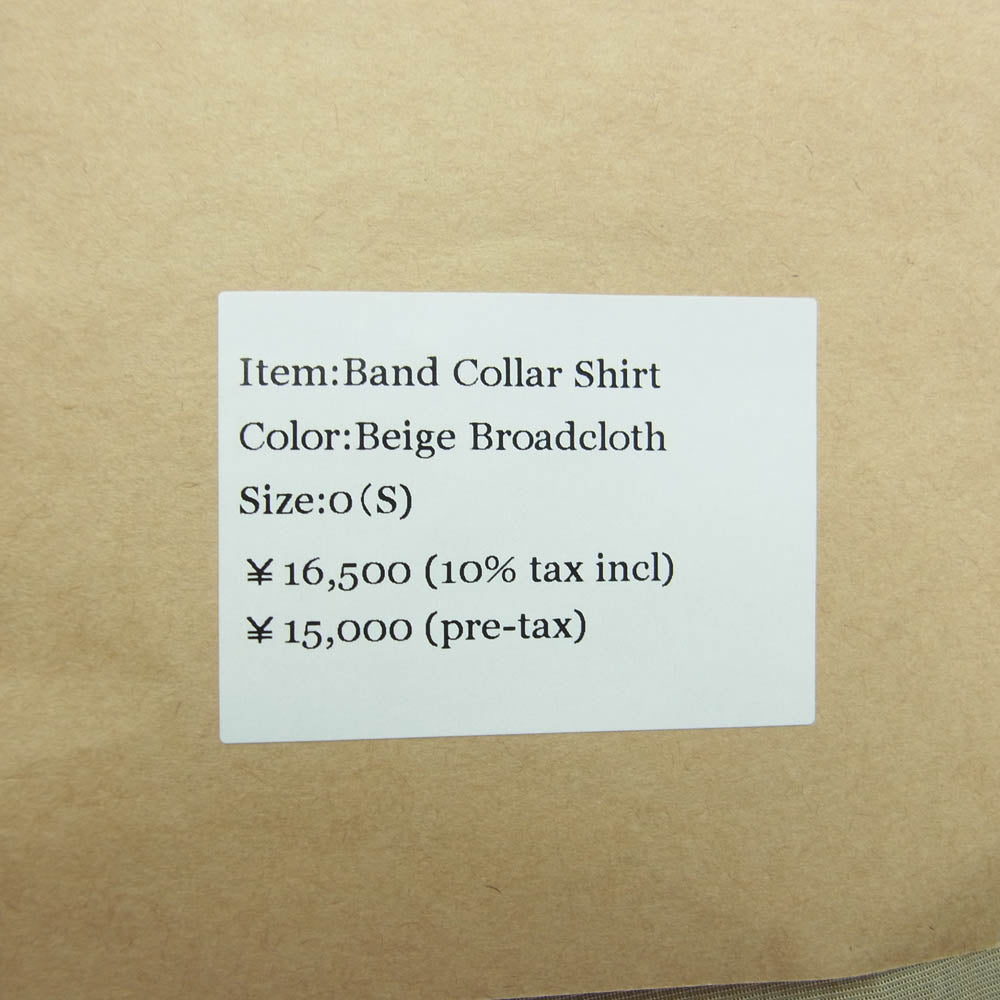 Item:Band Collar Shirt
Color:Beige Broadcloth
Size:0(S)
¥16,500 (10% tax incl)
¥15,000 (pre-tax)